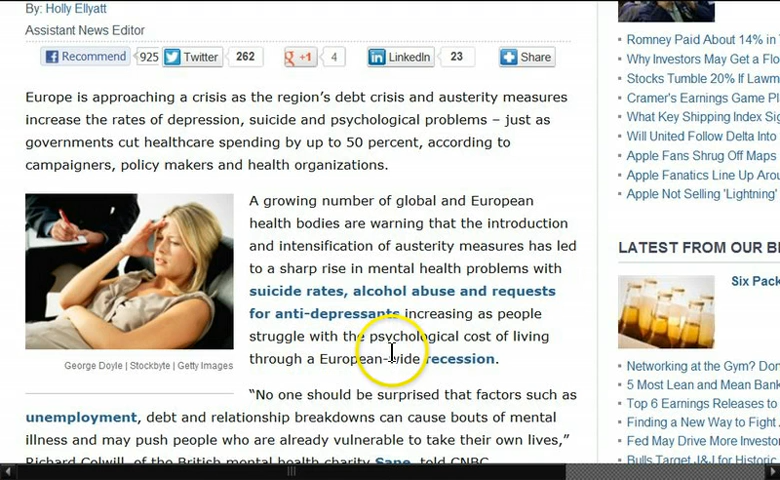 By: Holly Ellyatt
Assistant News Editor
Recommend 925 Twitter 262 +1 4 LinkedIn 23 Share
Europe is approaching a crisis as the region's debt crisis and austerity measures
increase the rates of depression, suicide and psychological problems – just as
governments cut healthcare spending by up to 50 percent, according to
campaigners, policy makers and health organizations.
A growing number of global and European
health bodies are warning that the introduction
and intensification of austerity measures has led
to a sharp rise in mental health problems with
suicide rates, alcohol abuse and requests
for anti-depressants increasing as people
struggle with the psychological cost of living
through a European-wide recession.
George Doyle | Stockbyte | Getty Images
“No one should be surprised that factors such as
unemployment, debt and relationship breakdowns can cause bouts of mental
illness and may push people who are already vulnerable to take their own lives,”
Richard Colwill, of the British mental health charity Sane, told CNBC
Romney Paid About 14% in
Why Investors May Get a Flo
Stocks Tumble 20% If Lawm
Cramer's Earnings Game Pl
What Key Shipping Index Sig
Will United Follow Delta Into
Apple Fans Shrug Off Maps
Apple Fanatics Line Up Arou
Apple Not Selling 'Lightning'
LATEST FROM OUR B
Six Pack
Networking at the Gym? Don
5 Most Lean and Mean Bank
Top 6 Earnings Releases to
Finding a New Way to Fight
Fed May Drive More Investor
Bulls Target J&J for Historic